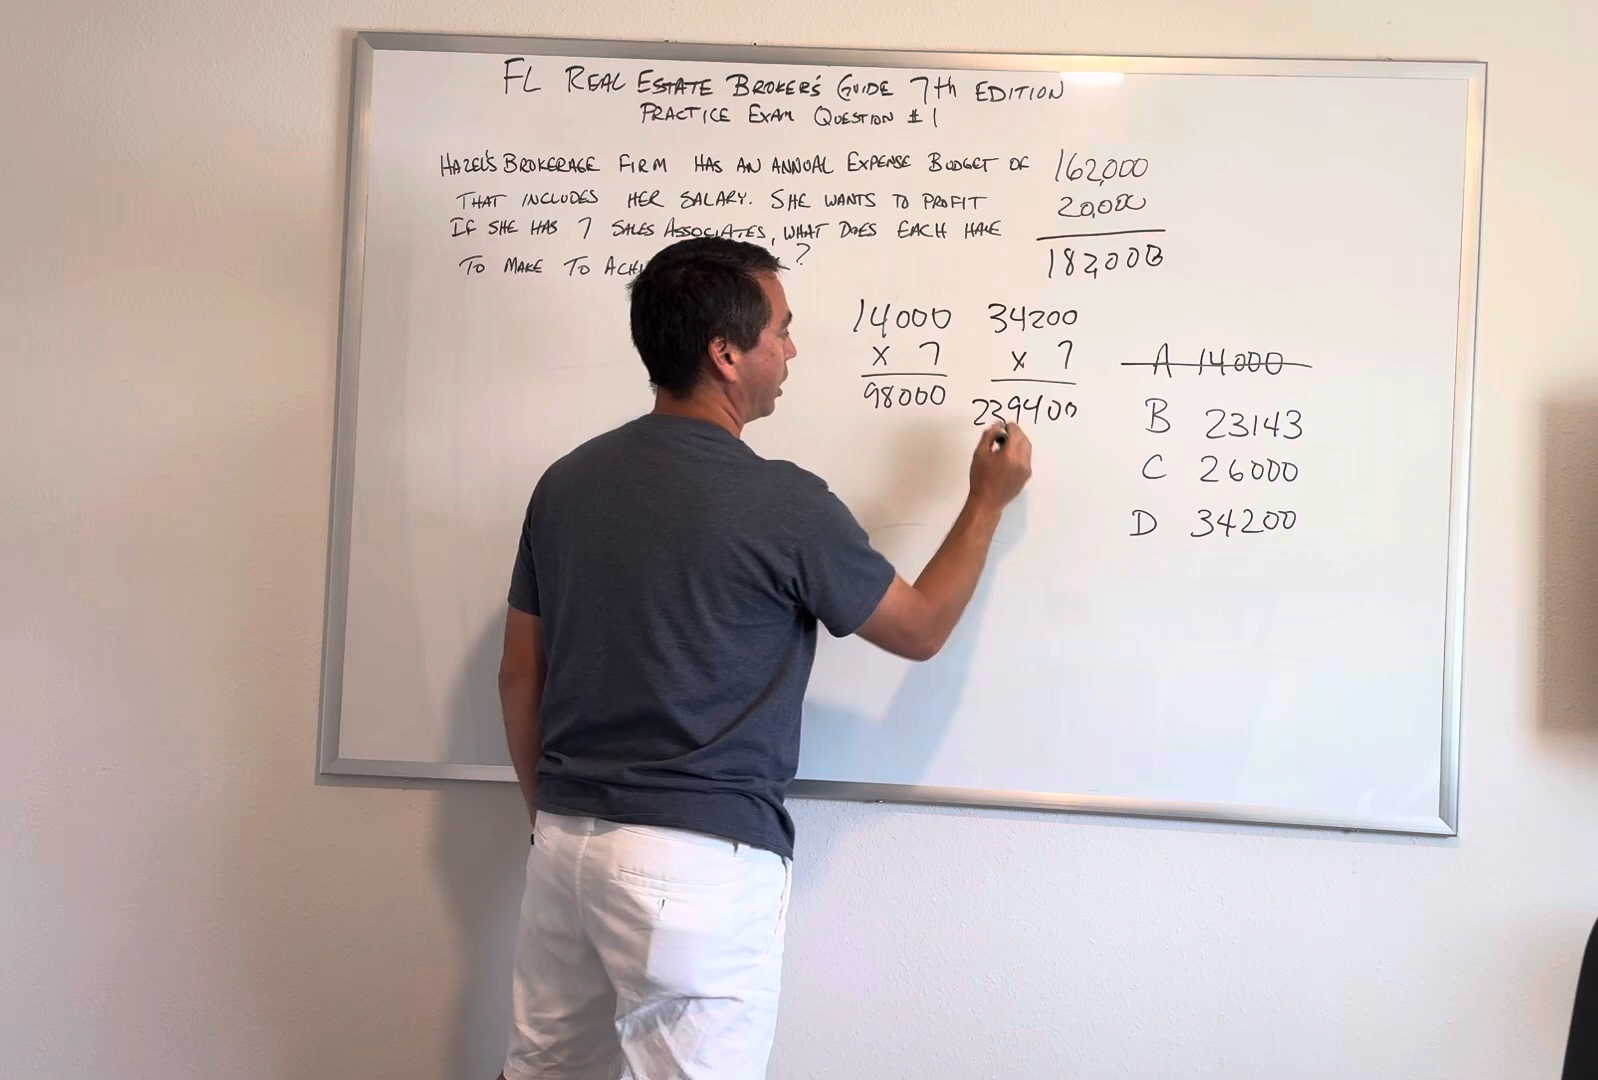 FL REAL ESTATE BROKER'S GUIDE 7th EDITION
PRACTICE EXAM QUESTION #1
HAZEL'S BROKERAGE FIRM HAS AN ANNUAL EXPENSE BUDGET OF 162,000
THAT INCLUDES HER SALARY. SHE WANTS TO PROFIT 20,000
IF SHE HAS 7 SALES ASSOCIATES, WHAT DOES EACH HAVE
TO MAKE TO ?
182,000
14000
x 7
98000
34200
x 7
239400
A 14000
B 23143
C 26000
D 34200